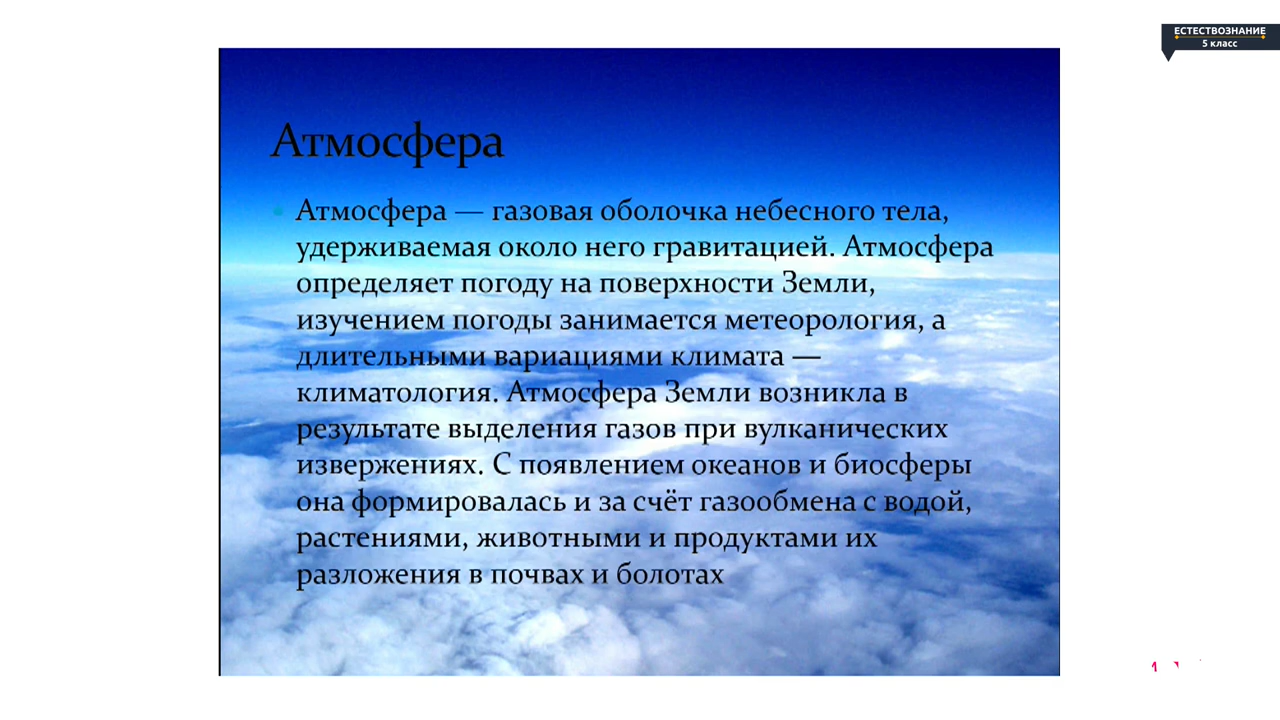 ЕСТЕСТВОЗНАНИЕ
5 класс
Атмосфера
Атмосфера — газовая оболочка небесного тела,
удерживаемая около него гравитацией. Атмосфера
определяет погоду на поверхности Земли,
изучением погоды занимается метеорология, а
длительными вариациями климата —
климатология. Атмосфера Земли возникла в
результате выделения газов при вулканических
извержениях. С появлением океанов и биосферы
она формировалась и за счёт газообмена с водой,
растениями, животными и продуктами их
разложения в почвах и болотах